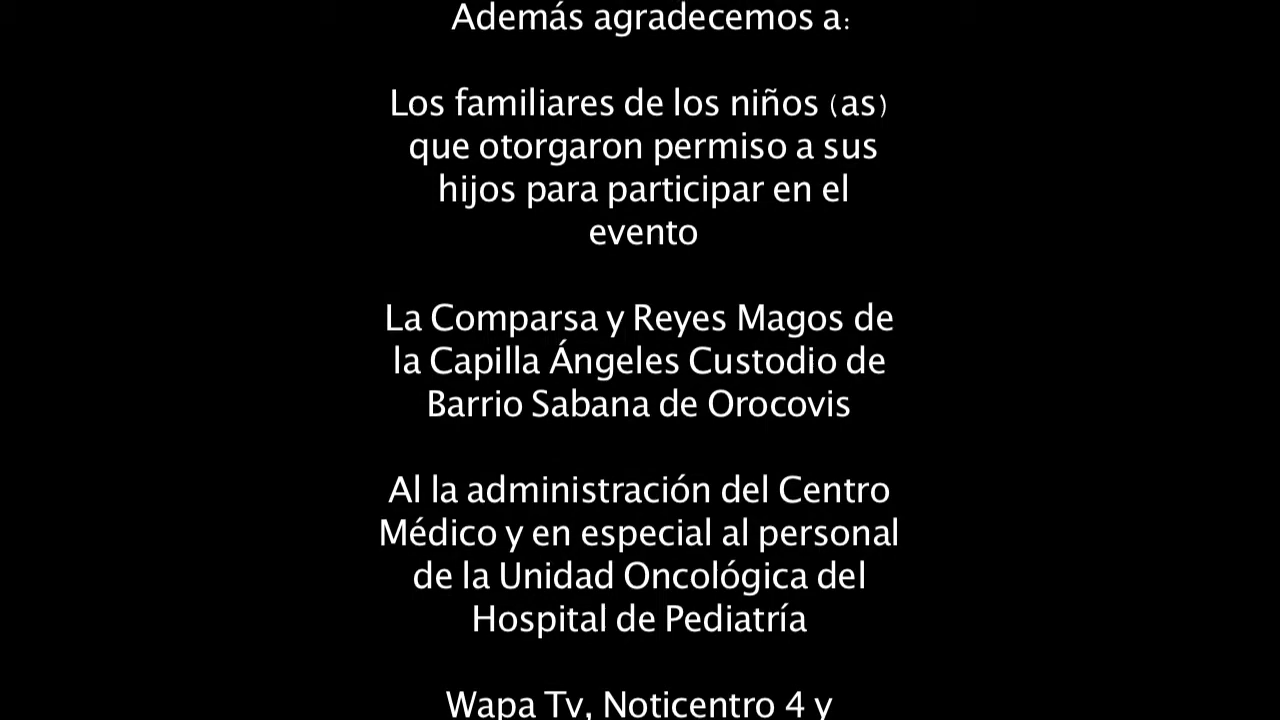 Además agradecemos a:
Los familiares de los niños (as)
que otorgaron permiso a sus
hijos para participar en el
evento
La Comparsa y Reyes Magos de
la Capilla Ángeles Custodio de
Barrio Sabana de Orocovis
Al la administración del Centro
Médico y en especial al personal
de la Unidad Oncológica del
Hospital de Pediatría
Wapa Tv, Noticentro 4 y